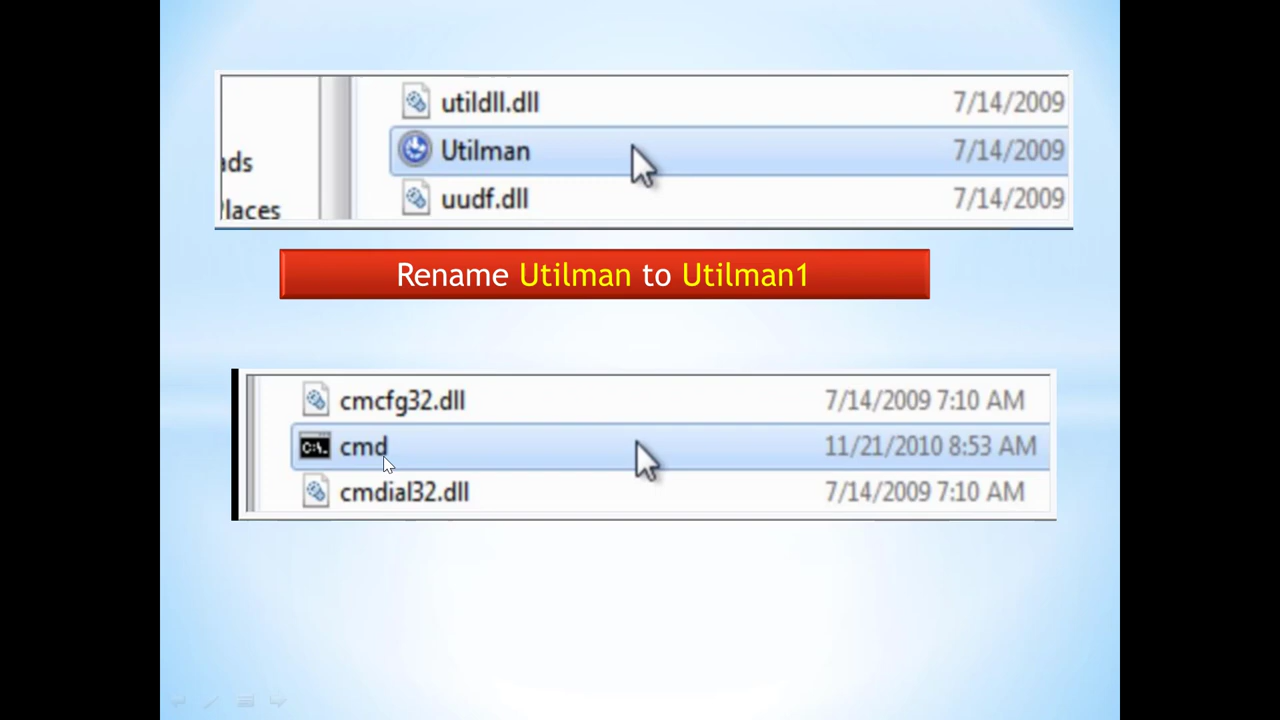 utildll.dll 7/14/2009
Utilman 7/14/2009
ads
uudf.dll 7/14/2009
laces
Rename Utilman to Utilman1
cmcfg32.dll 7/14/2009 7:10 AM
C:\. cmd 11/21/2010 8:53 AM
cmdial32.dll 7/14/2009 7:10 AM